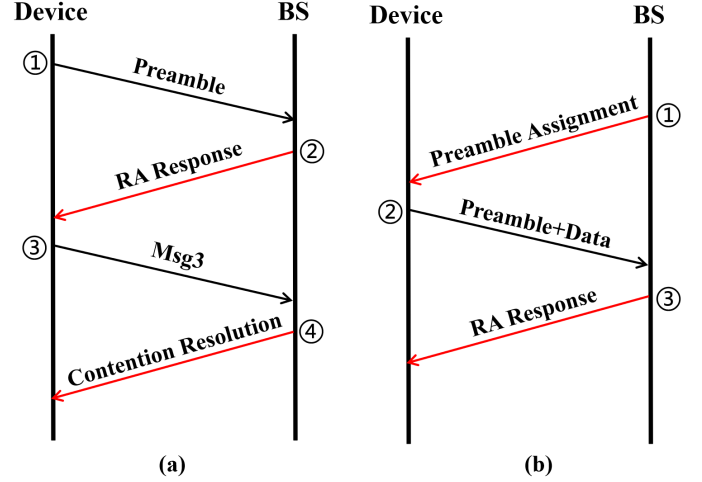 Device BS
① Preamble
② RA Response
③ Msg3
④ Contention Resolution
(a)
Device BS
① Preamble Assignment
② Preamble+Data
③ RA Response
(b)